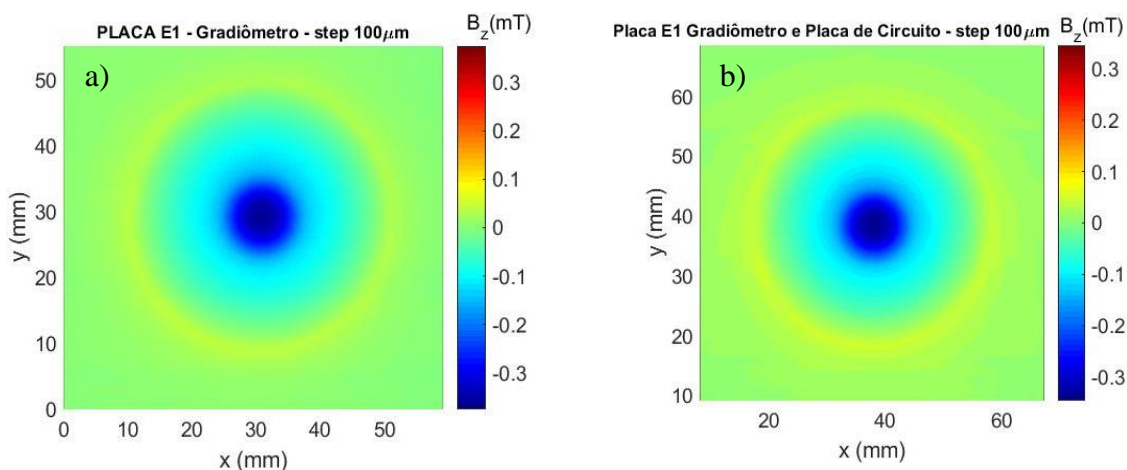 PLACA E1 - Gradiômetro - step 100μm
B_z(mT)
a)
0.3
0.2
0.1
0
-0.1
-0.2
-0.3
50
40
30
20
10
0
y (mm)
0 10 20 30 40 50
x (mm)
Placa E1 Gradiômetro e Placa de Circuito - step 100μm
B_z(mT)
b)
0.3
0.2
0.1
0
-0.1
-0.2
-0.3
60
50
40
30
20
10
y (mm)
20 40 60
x (mm)